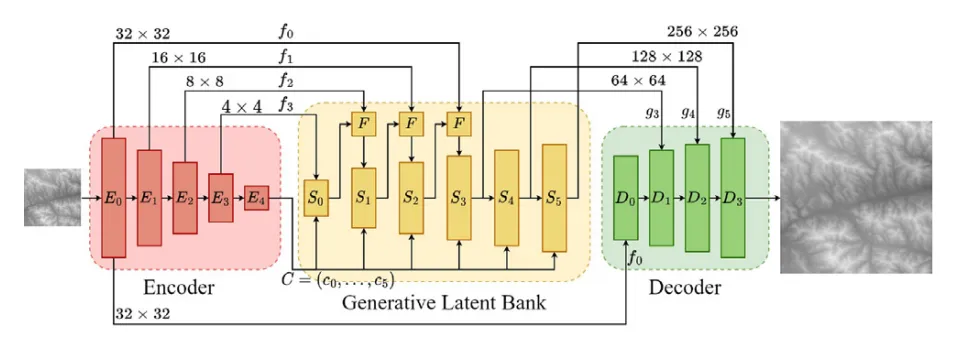 32 × 32
f₀
256 × 256
16 × 16
f₁
128 × 128
8 × 8
f₂
64 × 64
4 × 4
f₃
F
F
F
g₃
g₄
g₅
E₀
E₁
E₂
E₃
E₄
S₀
S₁
S₂
S₃
S₄
S₅
D₀
D₁
D₂
D₃
f₀
C = (c₀, . . . , c₅)
Encoder
Generative Latent Bank
Decoder
32 × 32